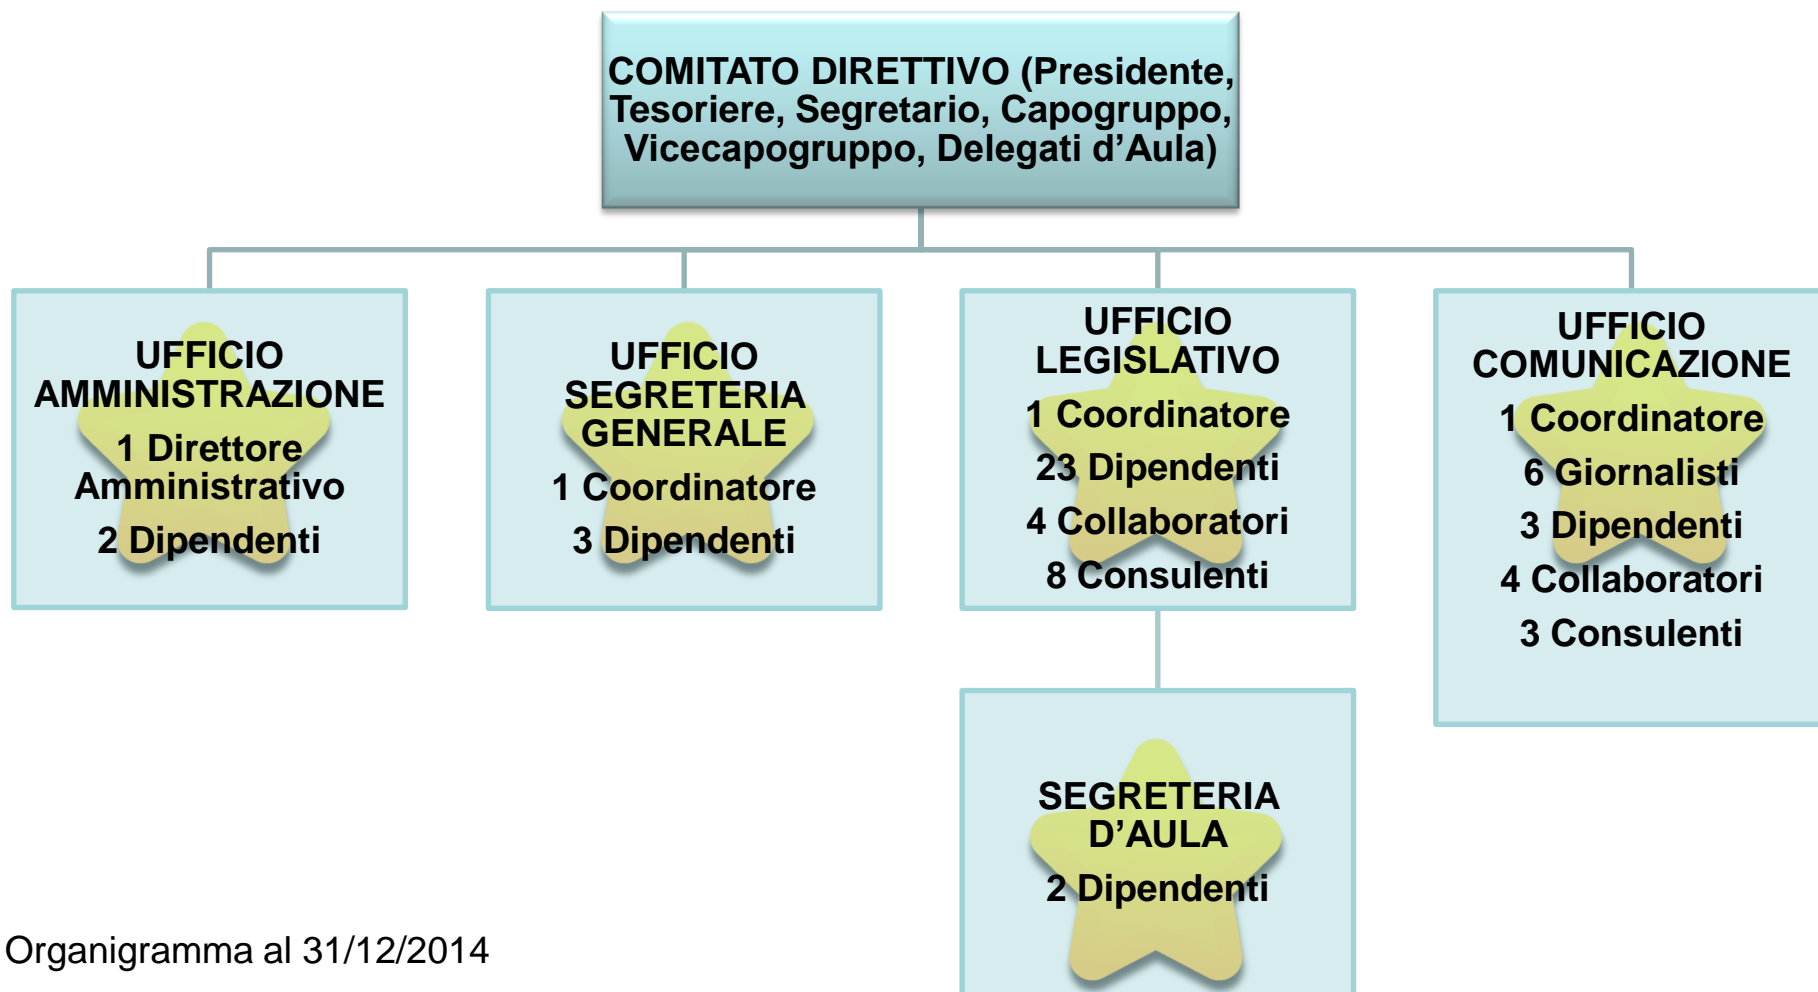 COMITATO DIRETTIVO (Presidente,
Tesoriere, Segretario, Capogruppo,
Vicecapogruppo, Delegati d’Aula)
UFFICIO
AMMINISTRAZIONE
1 Direttore
Amministrativo
2 Dipendenti
UFFICIO
SEGRETERIA
GENERALE
1 Coordinatore
3 Dipendenti
UFFICIO
LEGISLATIVO
1 Coordinatore
23 Dipendenti
4 Collaboratori
8 Consulenti
UFFICIO
COMUNICAZIONE
1 Coordinatore
6 Giornalisti
3 Dipendenti
4 Collaboratori
3 Consulenti
SEGRETERIA
D’AULA
2 Dipendenti
Organigramma al 31/12/2014